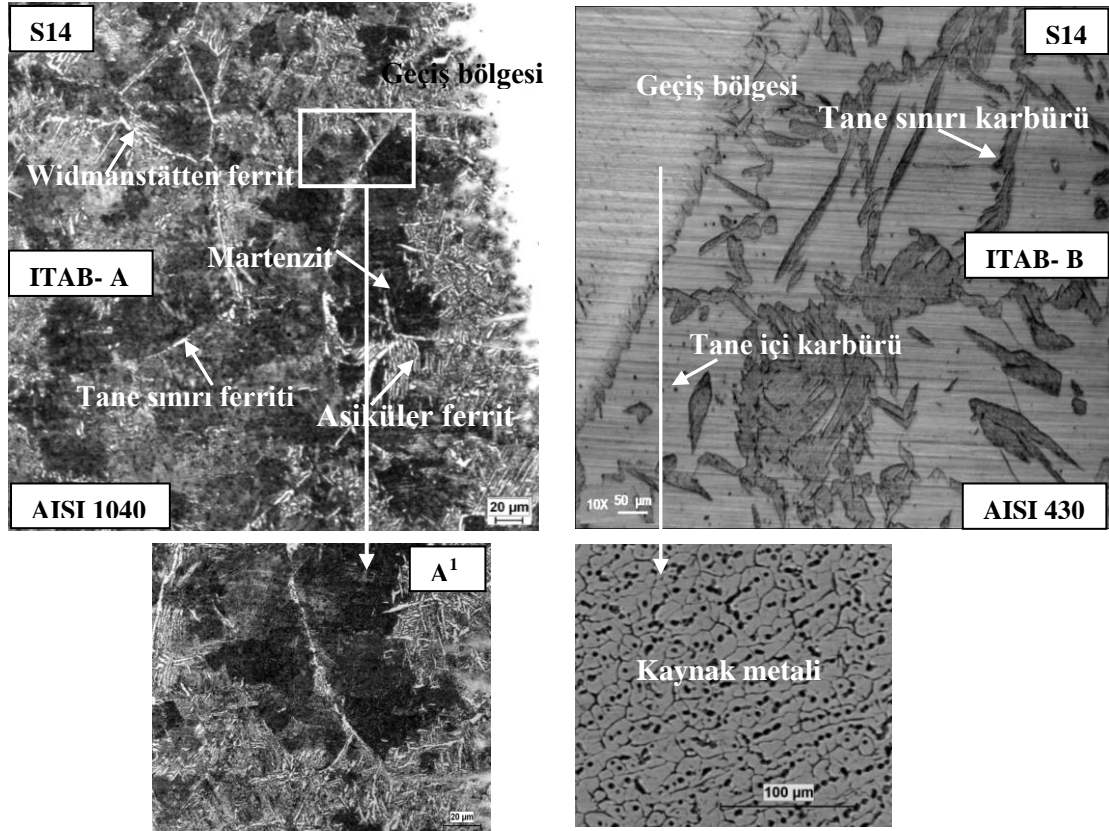 S14
Geçiş bölgesi
Widmanstätten ferrit
Martenzit
ITAB- A
Tane sınırı ferriti
Asiküler ferrit
AISI 1040
20 µm
S14
Geçiş bölgesi
Tane sınırı karbürü
ITAB- B
Tane içi karbürü
10X 50 µm
AISI 430
A¹
20 µm
Kaynak metali
100 µm